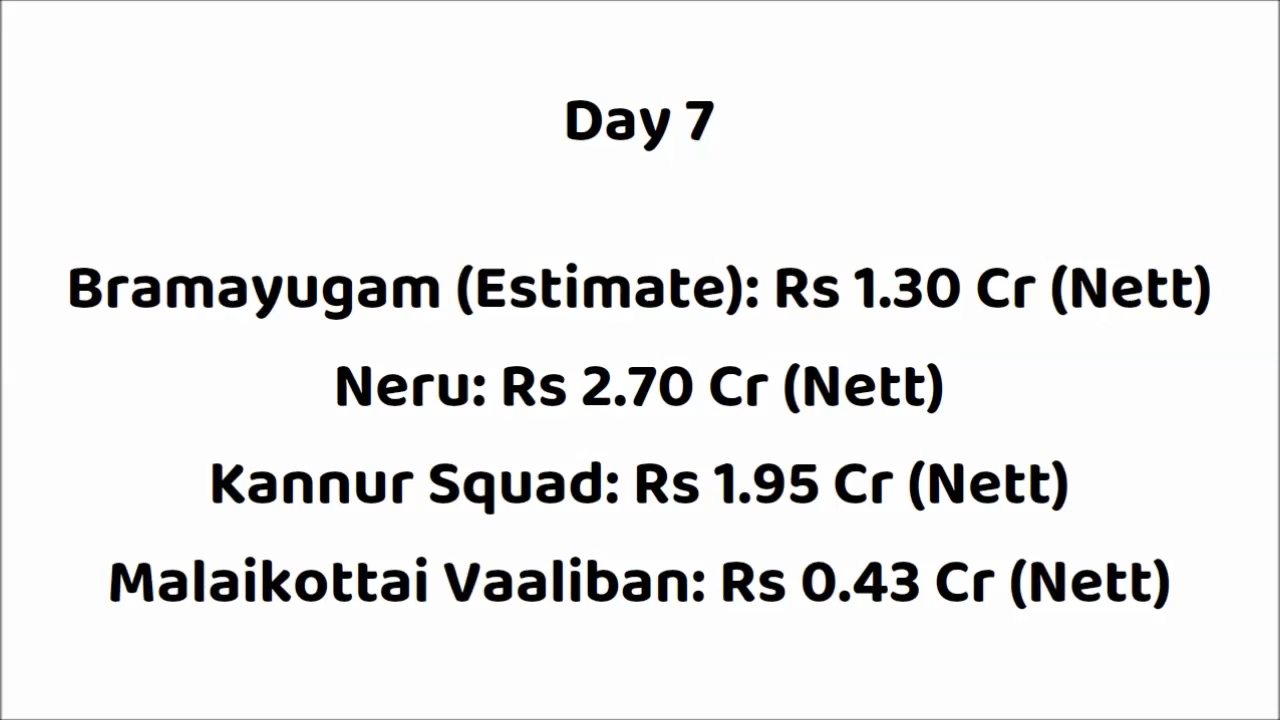 Day 7
Bramayugam (Estimate): Rs 1.30 Cr (Nett)
Neru: Rs 2.70 Cr (Nett)
Kannur Squad: Rs 1.95 Cr (Nett)
Malaikottai Vaaliban: Rs 0.43 Cr (Nett)